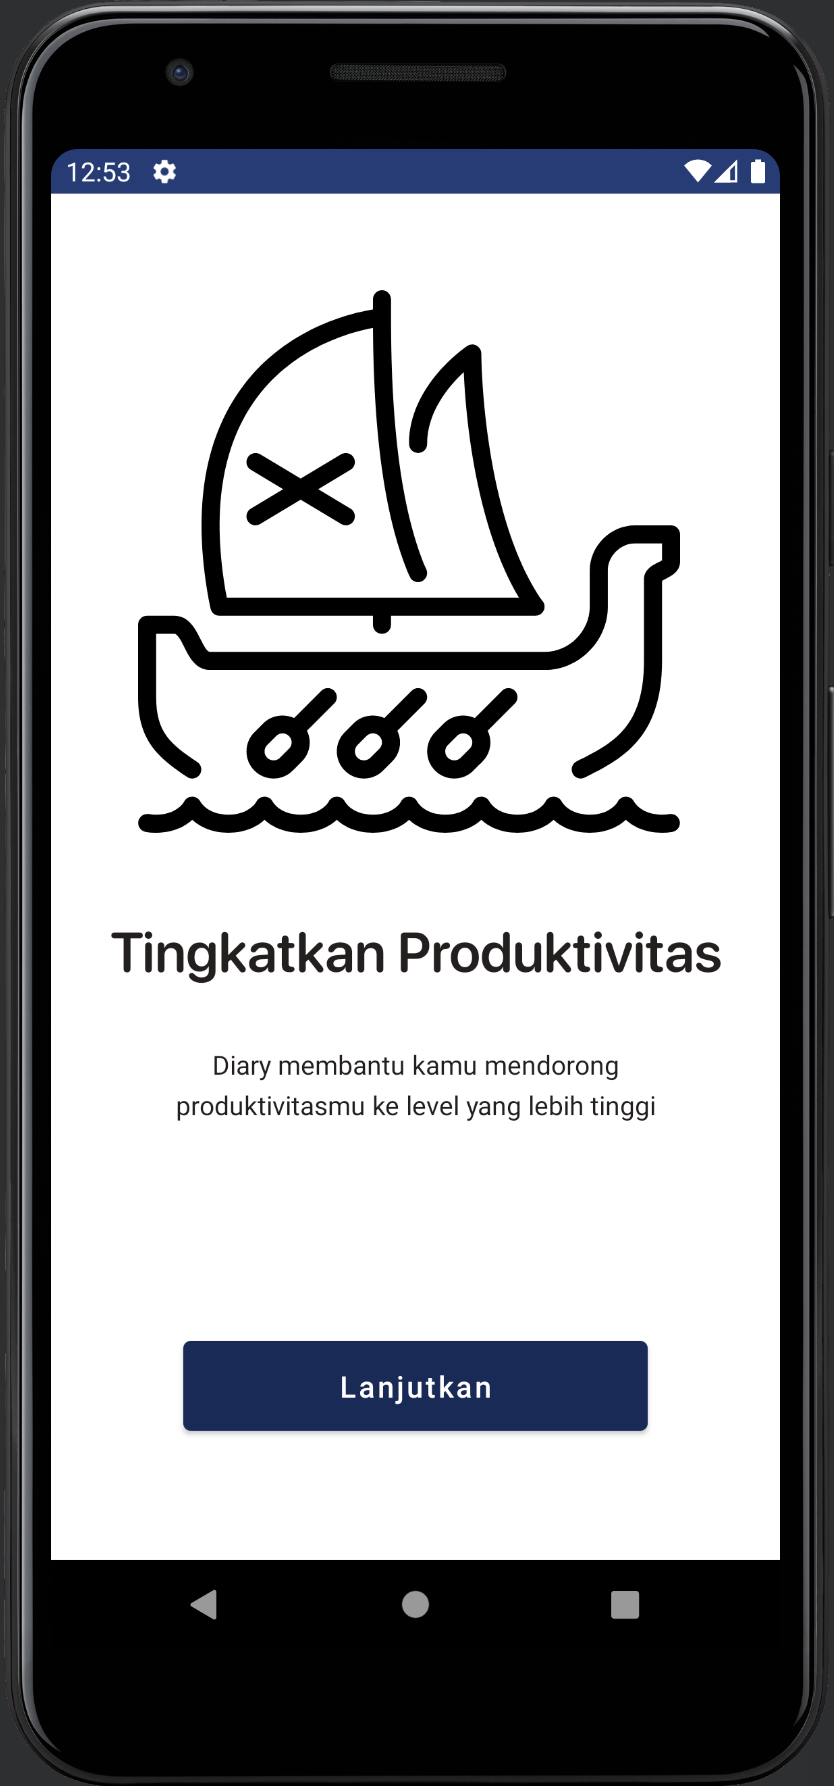 12:53
Tingkatkan Produktivitas
Diary membantu kamu mendorong
produktivitasmu ke level yang lebih tinggi
Lanjutkan